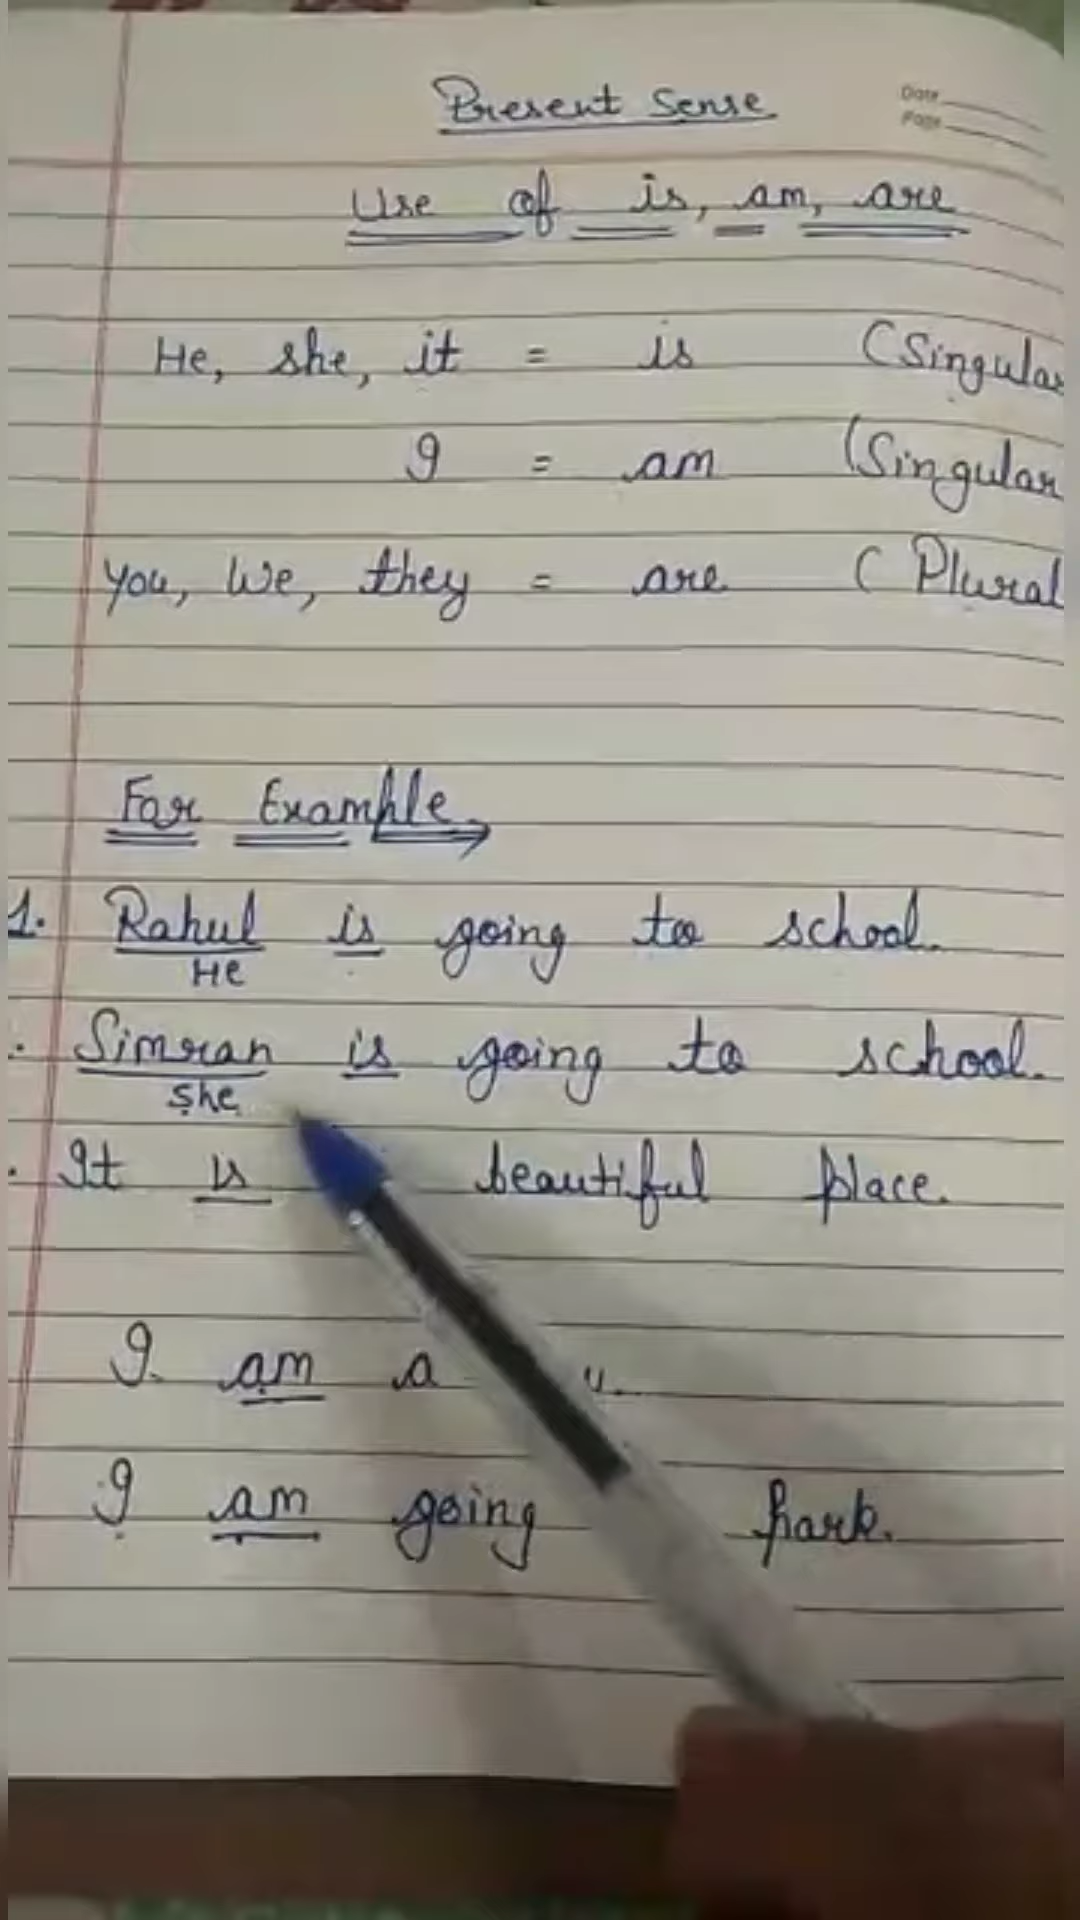 Present Sense
Date
Page
Use of is, am, are
He, she, it = is (Singular
I = am (Singular
You, We, they = are (Plural
For Example
1. Rahul is going to school.
He
Simran is going to school.
She
It is beautiful place.
I am a
I am going park.